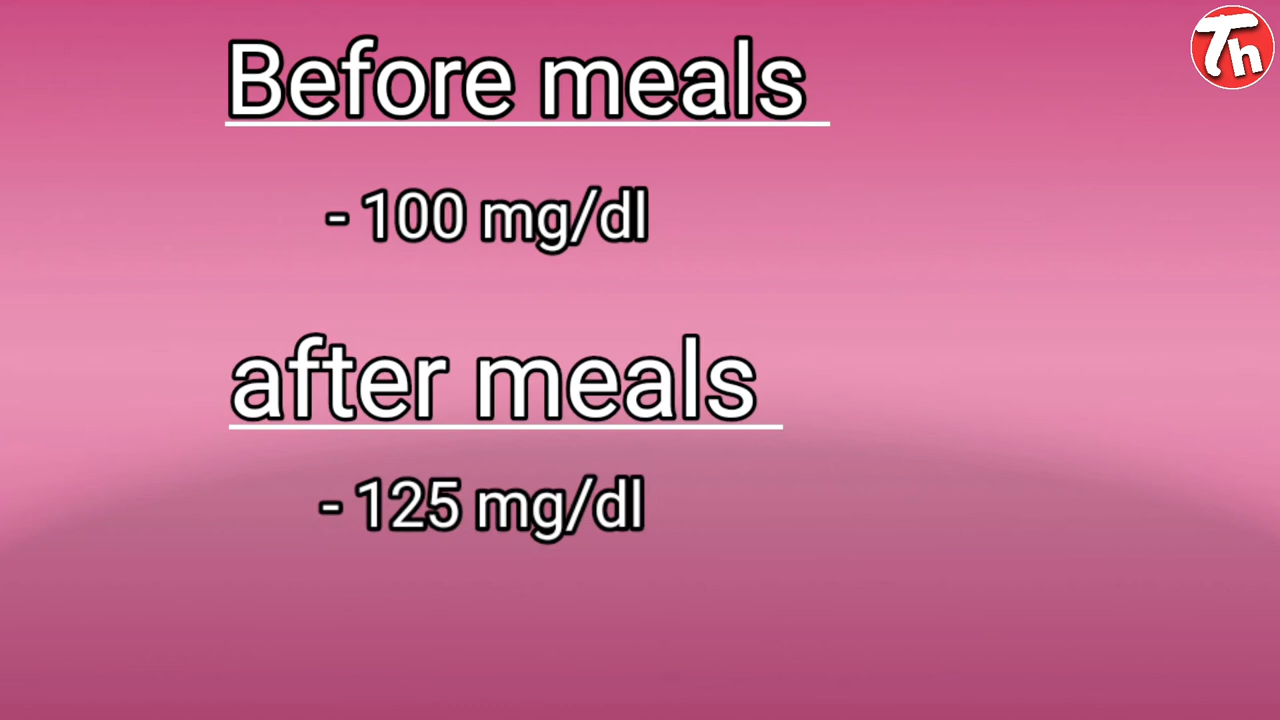 Th
Before meals
- 100 mg/dl
after meals
- 125 mg/dl